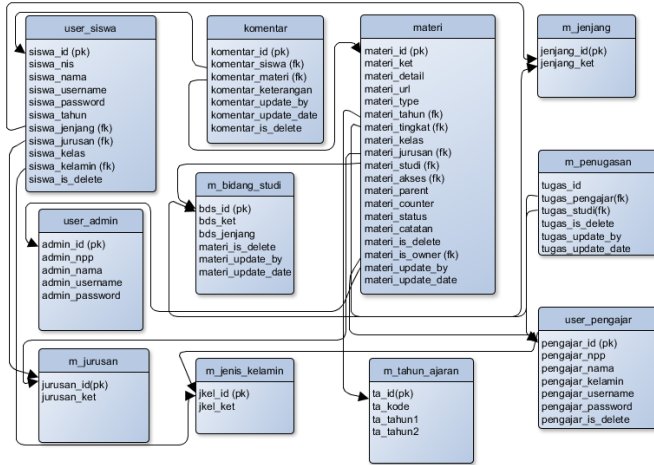 user_siswa
siswa_id (pk)
siswa_nis
siswa_nama
siswa_username
siswa_password
siswa_tahun
siswa_jenjang (fk)
siswa_jurusan (fk)
siswa_kelas
siswa_kelamin (fk)
siswa_is_delete
komentar
komentar_id (pk)
komentar_siswa (fk)
komentar_materi (fk)
komentar_keterangan
komentar_update_by
komentar_update_date
komentar_is_delete
materi
materi_id (pk)
materi_ket
materi_detail
materi_url
materi_type
materi_tahun (fk)
materi_tingkat (fk)
materi_kelas
materi_jurusan (fk)
materi_studi (fk)
materi_akses (fk)
materi_parent
materi_counter
materi_status
materi_catatan
materi_is_delete
materi_is_owner (fk)
materi_update_by
materi_update_date
m_jenjang
jenjang_id(pk)
jenjang_ket
m_bidang_studi
bds_id (pk)
bds_ket
bds_jenjang
materi_is_delete
materi_update_by
materi_update_date
m_penugasan
tugas_id
tugas_pengajar(fk)
tugas_studi(fk)
tugas_is_delete
tugas_update_by
tugas_update_date
user_admin
admin_id (pk)
admin_npp
admin_nama
admin_username
admin_password
user_pengajar
pengajar_id (pk)
pengajar_npp
pengajar_nama
pengajar_kelamin
pengajar_username
pengajar_password
pengajar_is_delete
m_jurusan
jurusan_id(pk)
jurusan_ket
m_jenis_kelamin
jkel_id (pk)
jkel_ket
m_tahun_ajaran
ta_id(pk)
ta_kode
ta_tahun1
ta_tahun2